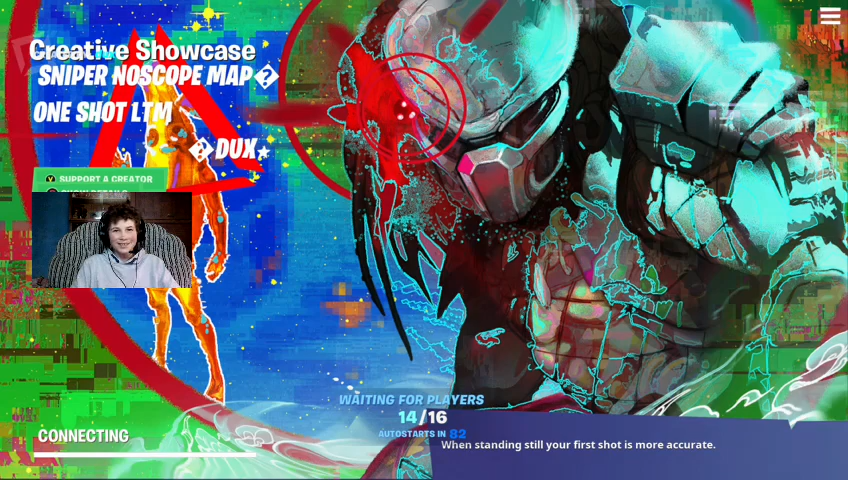 Creative Showcase
SNIPER NOSCOPE MAP�
ONE SHOT LTM
� DUX★
Y SUPPORT A CREATOR
WAITING FOR PLAYERS
14/16
AUTOSTARTS IN 82
CONNECTING
When standing still your first shot is more accurate.